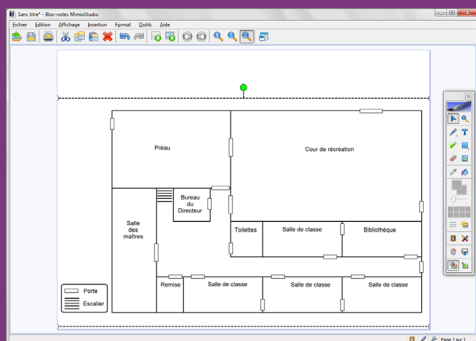 Sans titre* - Bloc-notes MimioStudio
Fichier Edition Affichage Insertion Format Outils Aide
Préau
Cour de récréation
Bureau
du
Directeur
Salle
des
maîtres
Toilettes
Salle de classe
Bibliothèque
Remise
Salle de classe
Salle de classe
Salle de classe
Porte
Escalier
Page 1 sur 1